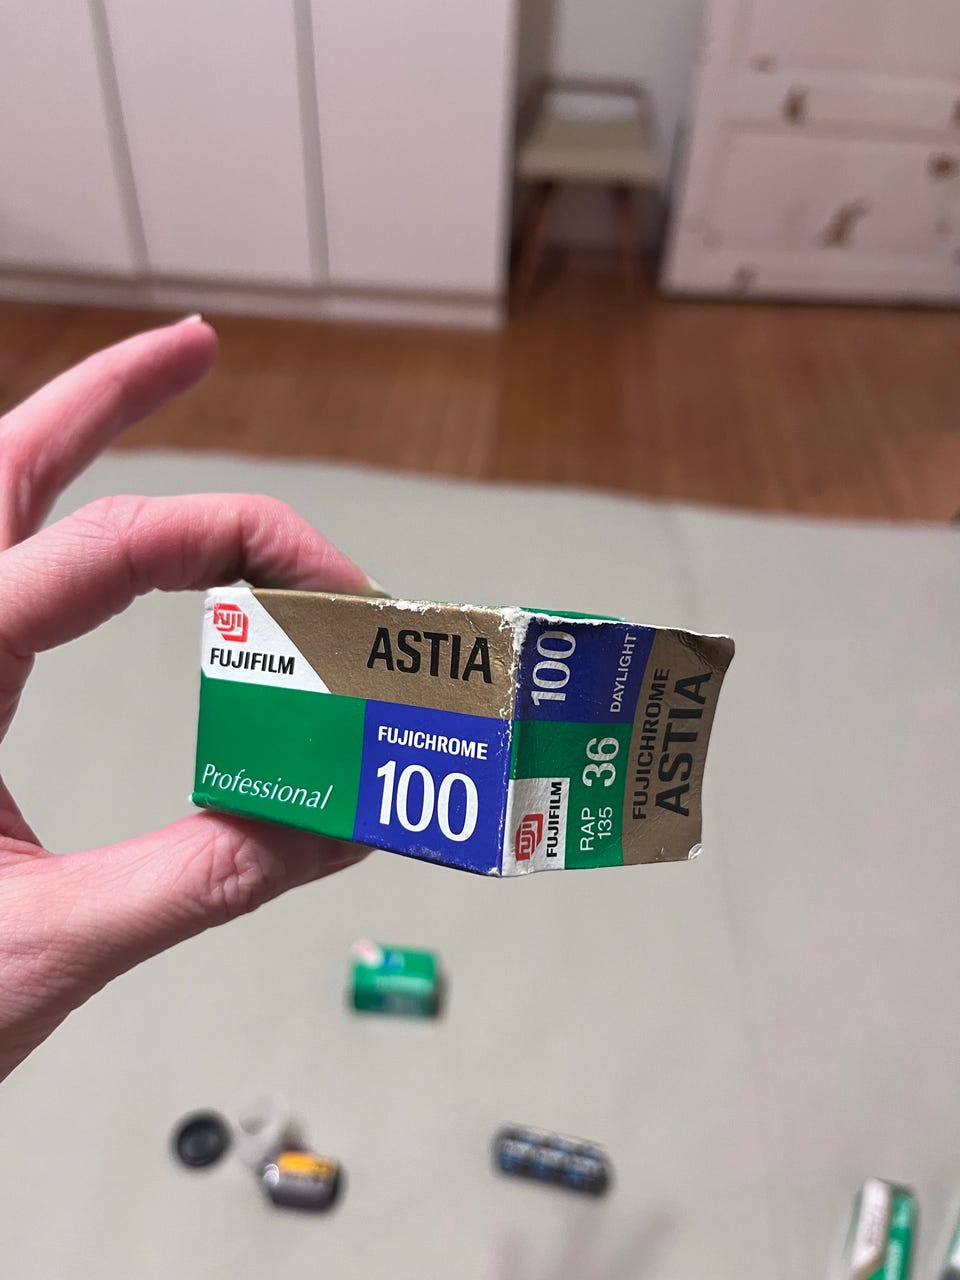 FUJI
FUJIFILM
ASTIA
Professional
FUJICHROME
100
100
DAYLIGHT
FUJI
FUJIFILM
RAP
135
36
FUJICHROME
ASTIA